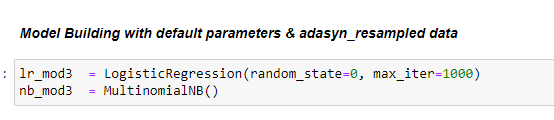 Model Building with default parameters & adasyn_resampled data
: lr_mod3  = LogisticRegression(random_state=0, max_iter=1000)
nb_mod3  = MultinomialNB()